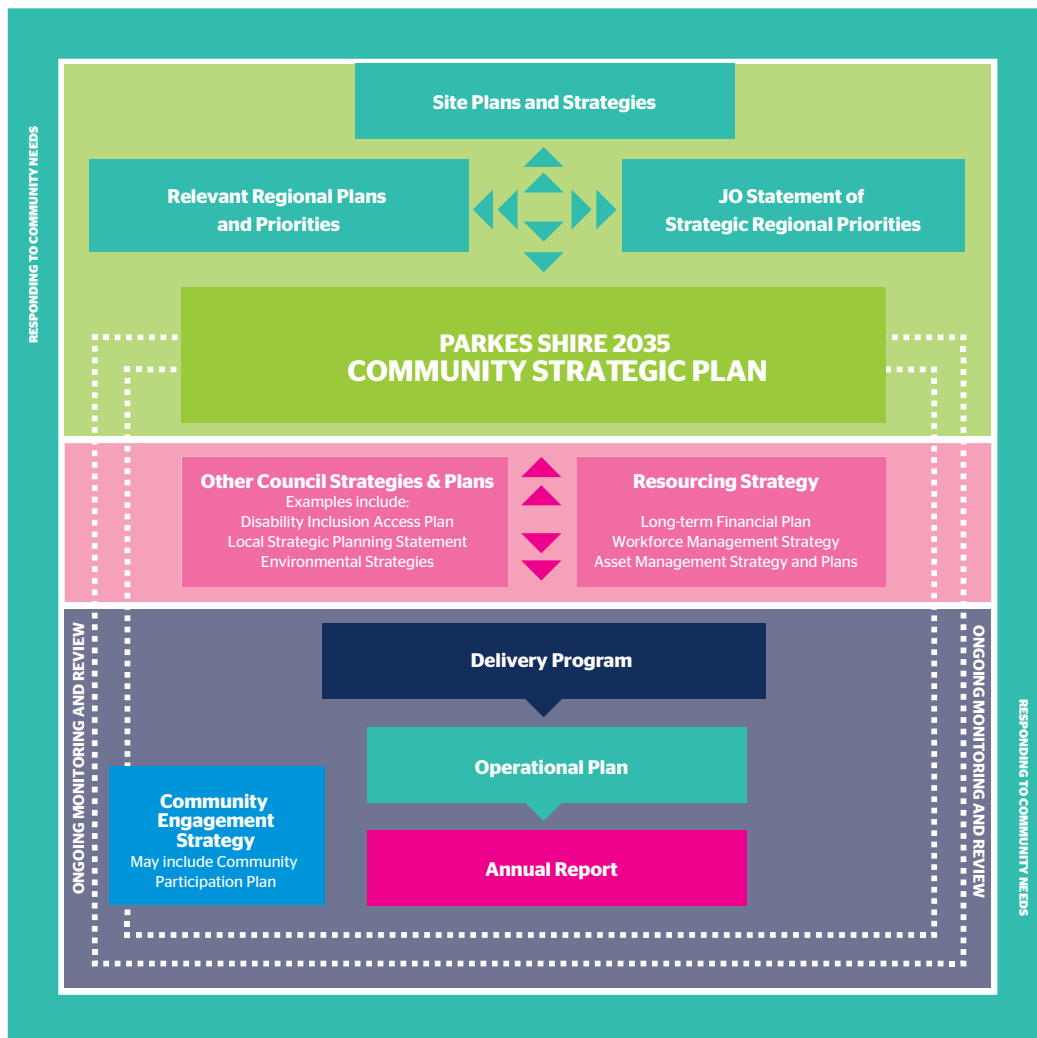 Site Plans and Strategies
RESPONDING TO COMMUNITY NEEDS
Relevant Regional Plans
and Priorities
JO Statement of
Strategic Regional Priorities
PARKES SHIRE 2035
COMMUNITY STRATEGIC PLAN
Other Council Strategies & Plans
Examples include:
Disability Inclusion Access Plan
Local Strategic Planning Statement
Environmental Strategies
Resourcing Strategy
Long-term Financial Plan
Workforce Management Strategy
Asset Management Strategy and Plans
ONGOING MONITORING AND REVIEW
Delivery Program
Operational Plan
Community
Engagement
Strategy
May include Community
Participation Plan
Annual Report
ONGOING MONITORING AND REVIEW
RESPONDING TO COMMUNITY NEEDS